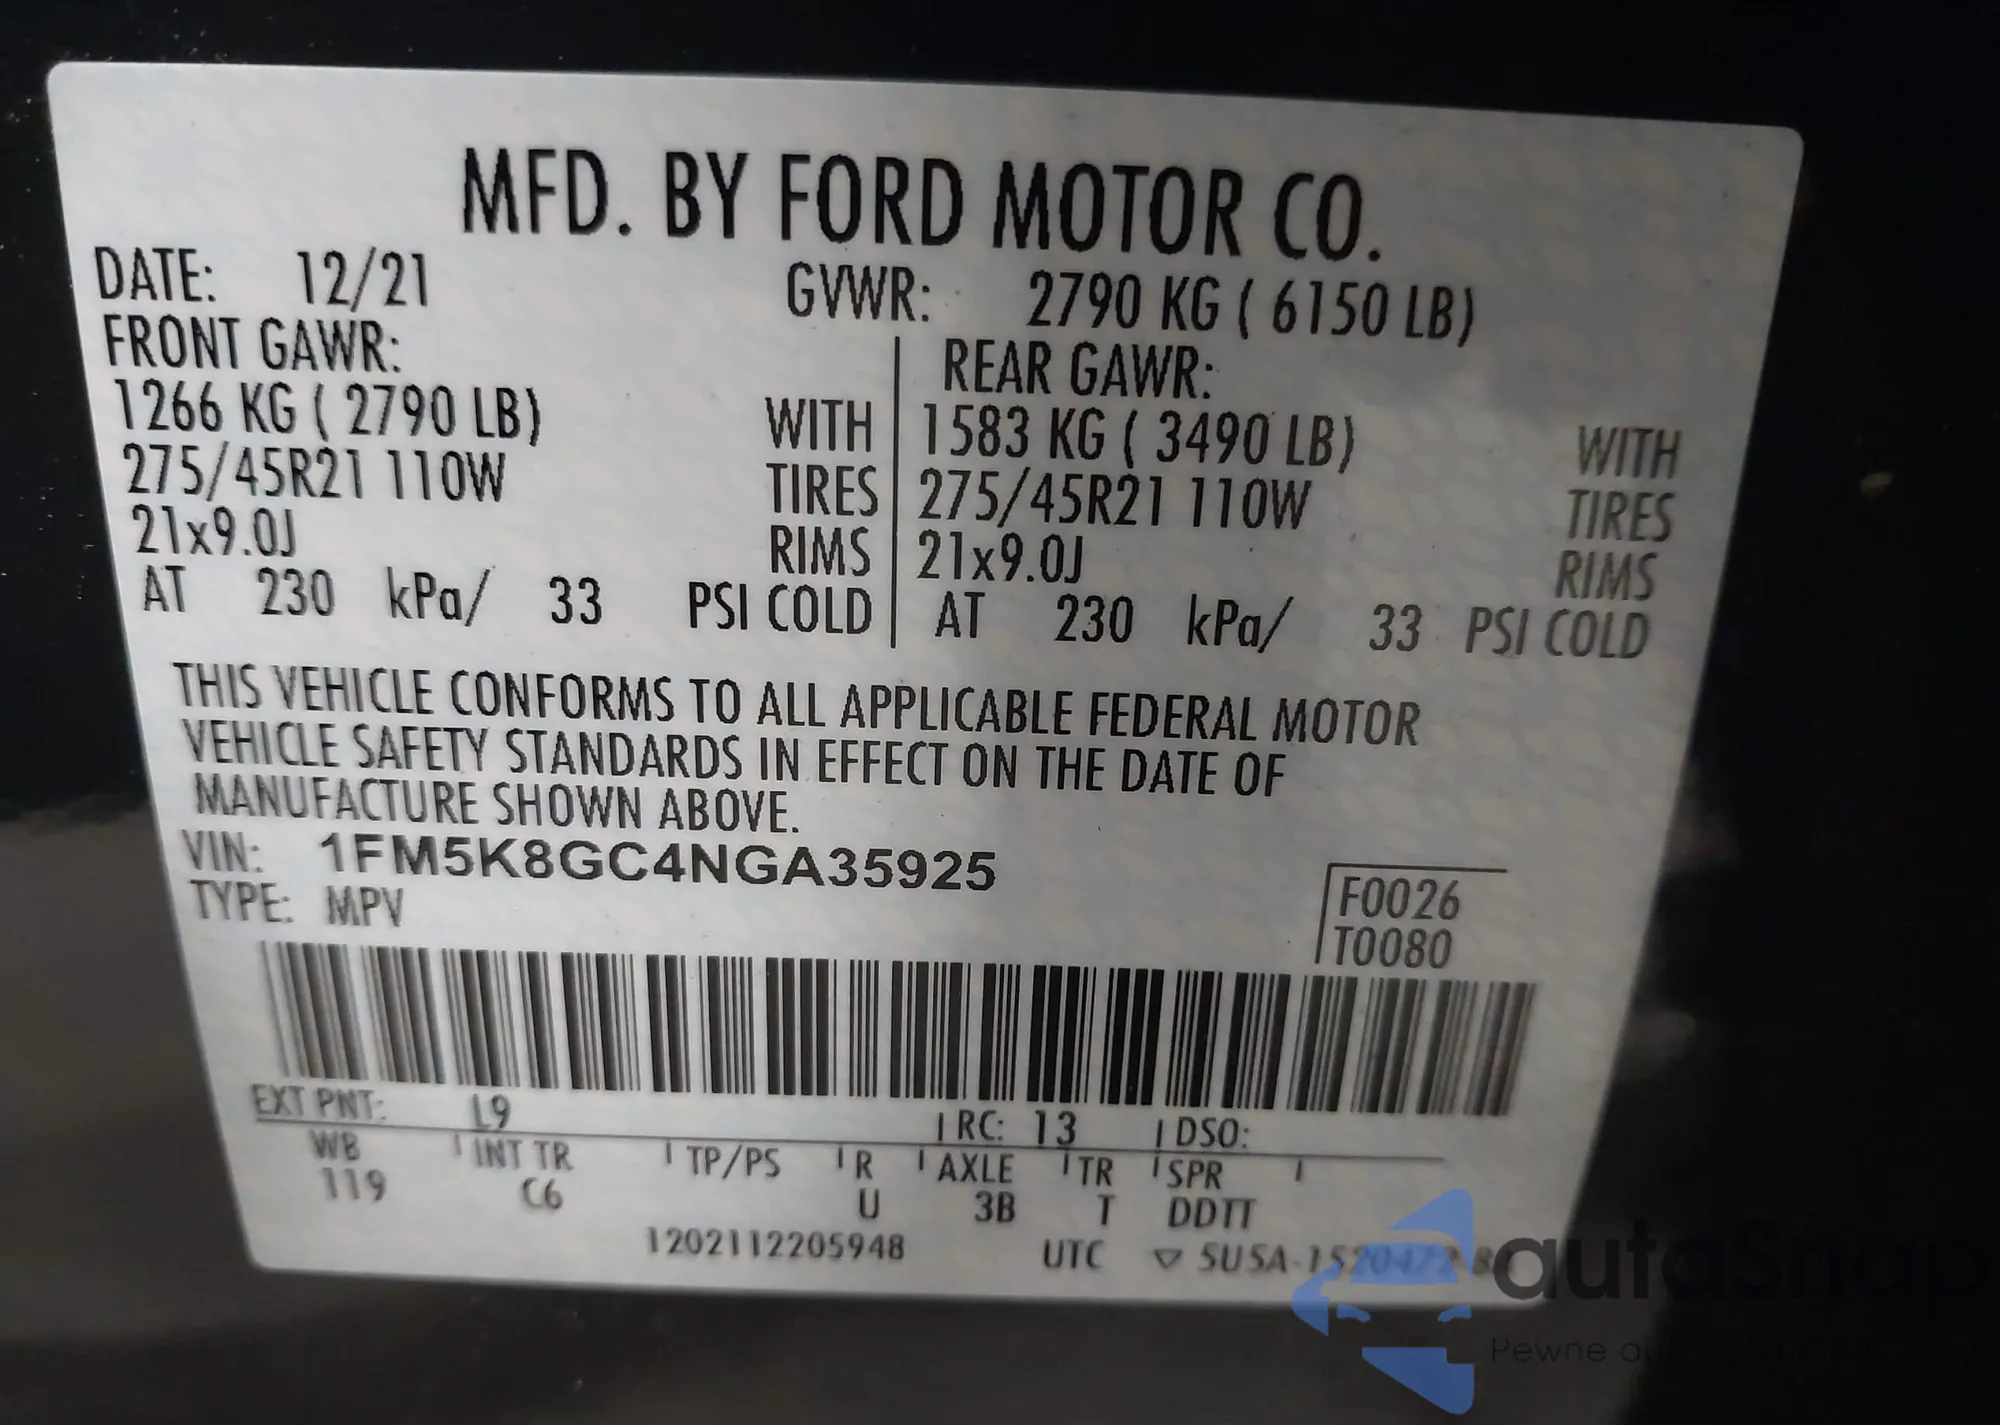 MFD. BY FORD MOTOR CO.
DATE: 12/21 GVWR: 2790 KG ( 6150 LB)
FRONT GAWR: REAR GAWR:
1266 KG ( 2790 LB) WITH 1583 KG ( 3490 LB) WITH
275/45R21 110W TIRES 275/45R21 110W TIRES
21x9.0J RIMS 21x9.0J RIMS
AT 230 kPa/ 33 PSI COLD AT 230 kPa/ 33 PSI COLD
THIS VEHICLE CONFORMS TO ALL APPLICABLE FEDERAL MOTOR
VEHICLE SAFETY STANDARDS IN EFFECT ON THE DATE OF
MANUFACTURE SHOWN ABOVE.
VIN: 1FM5K8GC4NGA35925
TYPE: MPV
F0026
T0080
EXT PNT: L9 RC: 13 DSO:
WB INT TR TP/PS R AXLE TR SPR
119 C6 U 3B T DDTT
1202112205948 UTC ▽ 5U5A-1520472-
autaSnap
Pewne